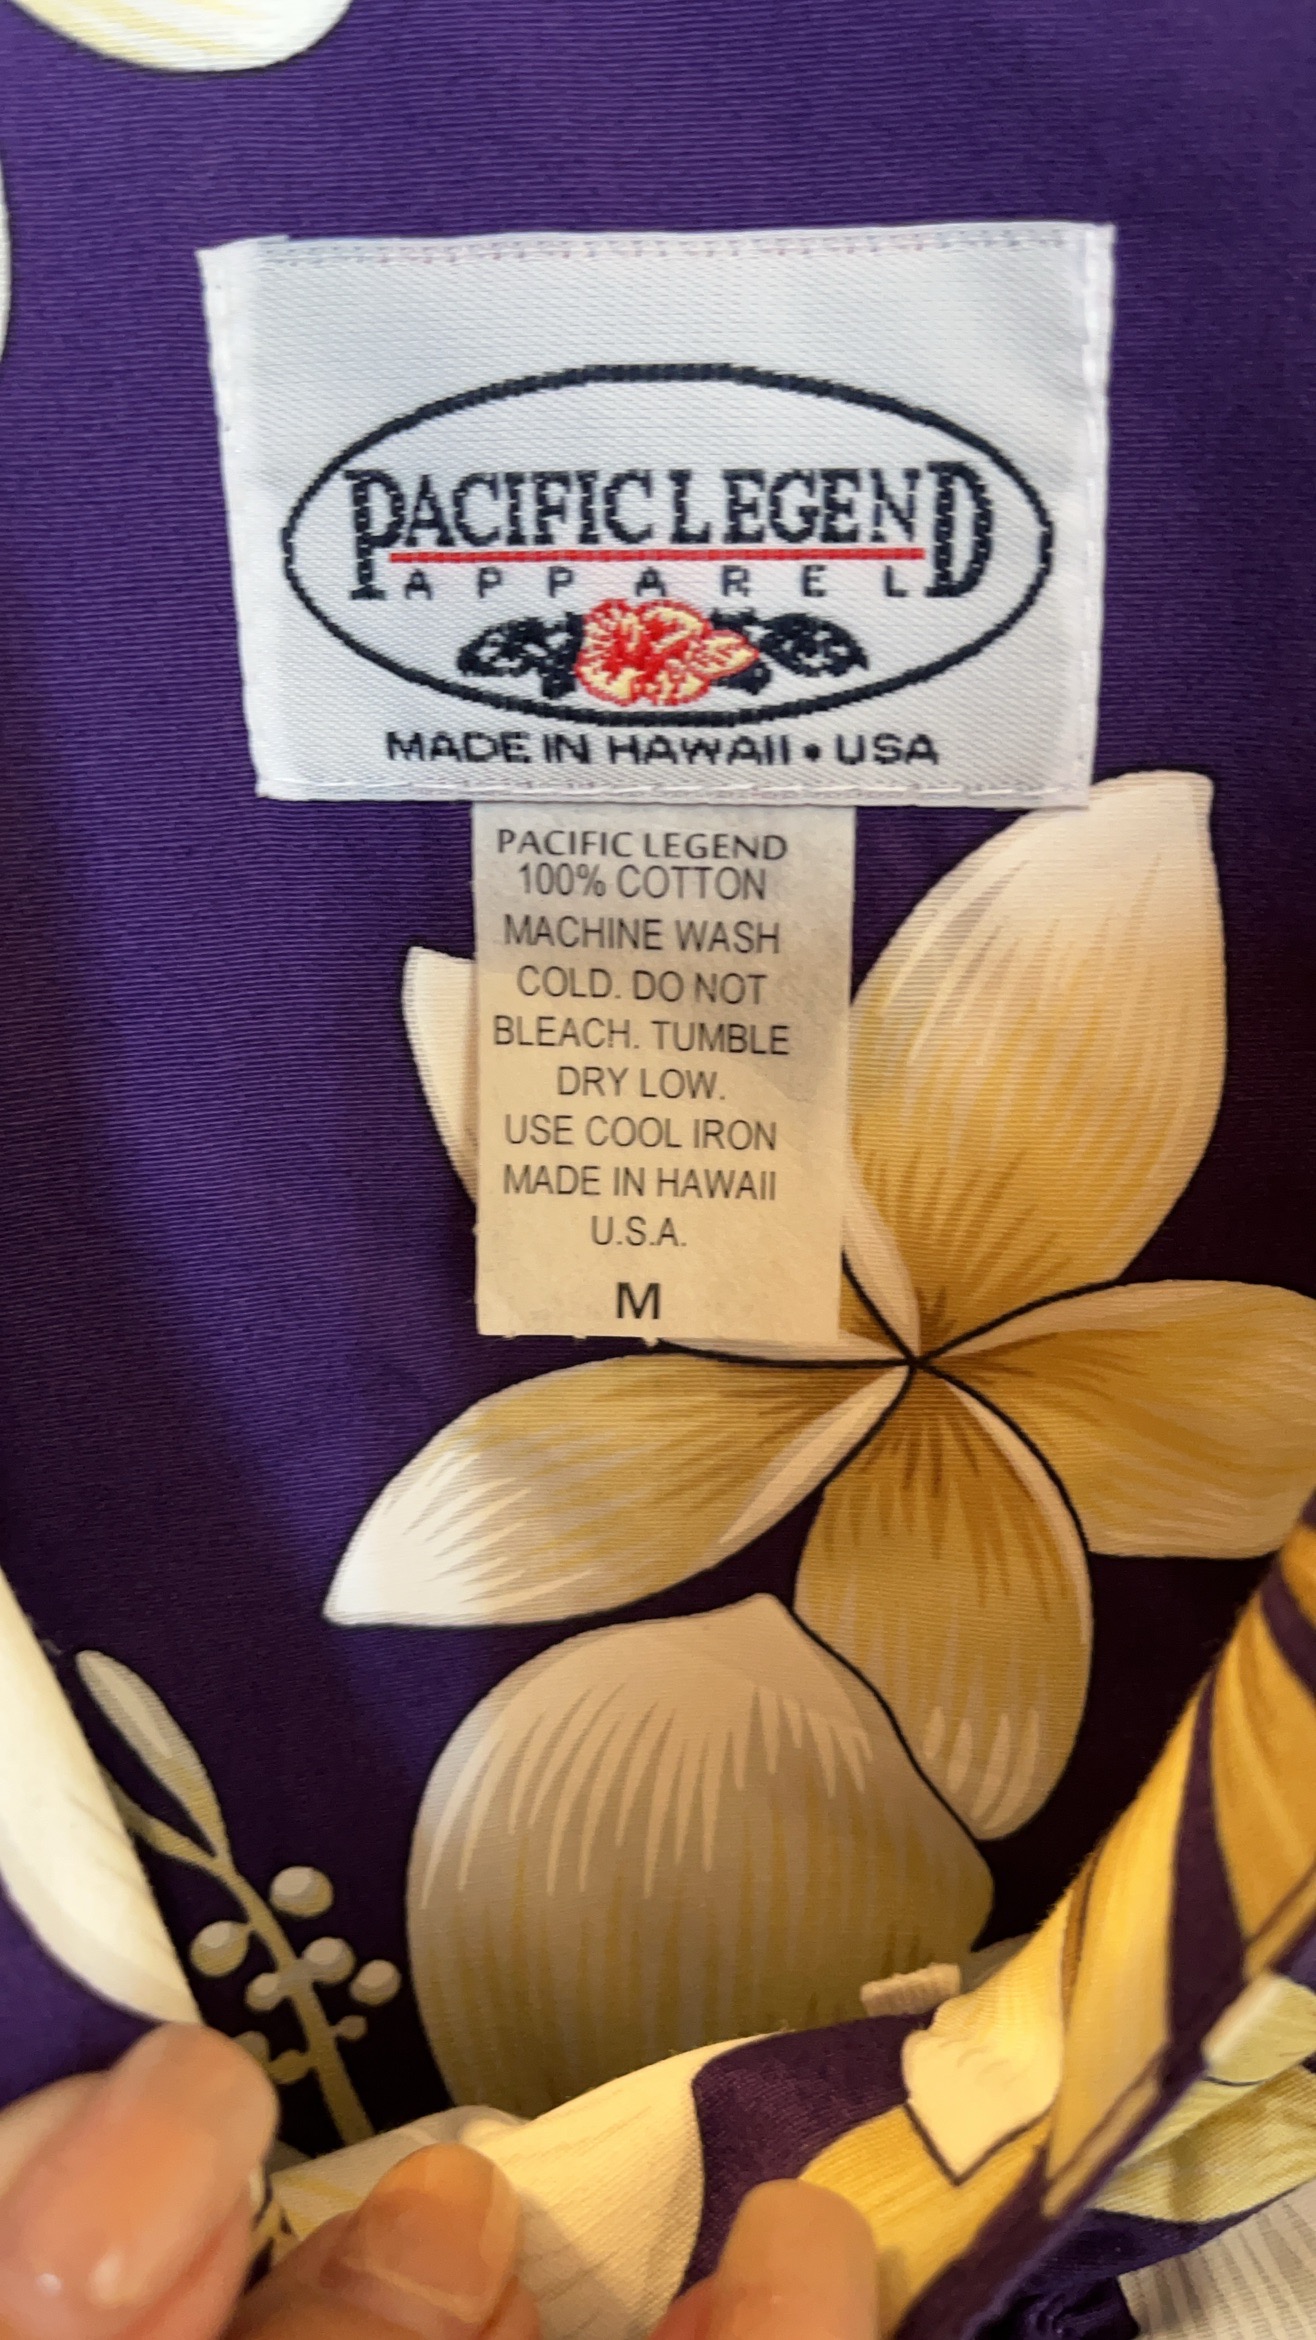 PACIFIC LEGEND
APPAREL
MADE IN HAWAII • USA
PACIFIC LEGEND
100% COTTON
MACHINE WASH
COLD. DO NOT
BLEACH. TUMBLE
DRY LOW.
USE COOL IRON
MADE IN HAWAII
U.S.A.
M